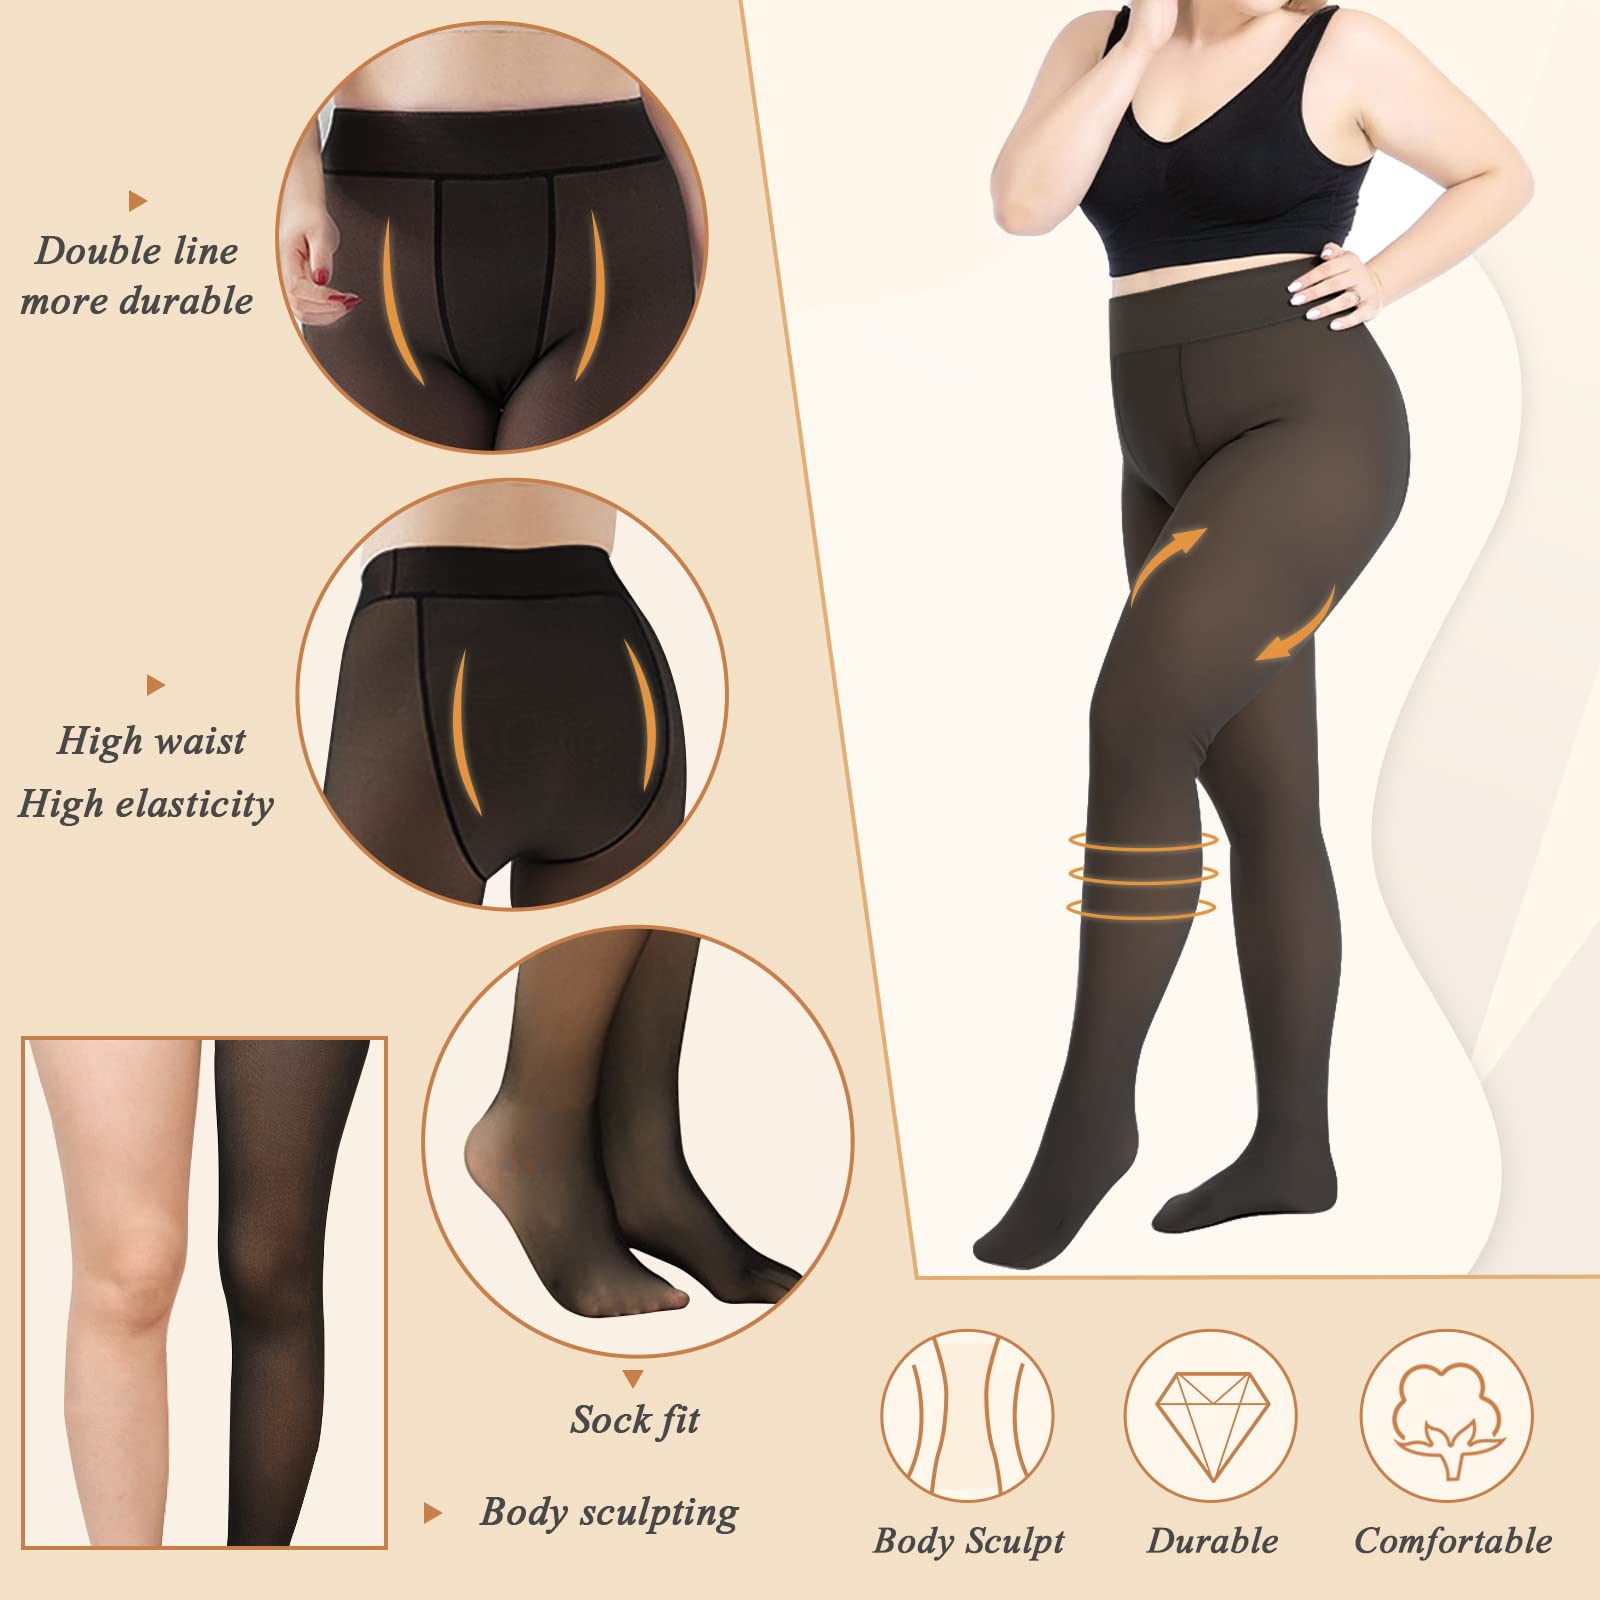 Double line
more durable
High waist
High elasticity
Sock fit
Body sculpting
Body Sculpt
Durable
Comfortable